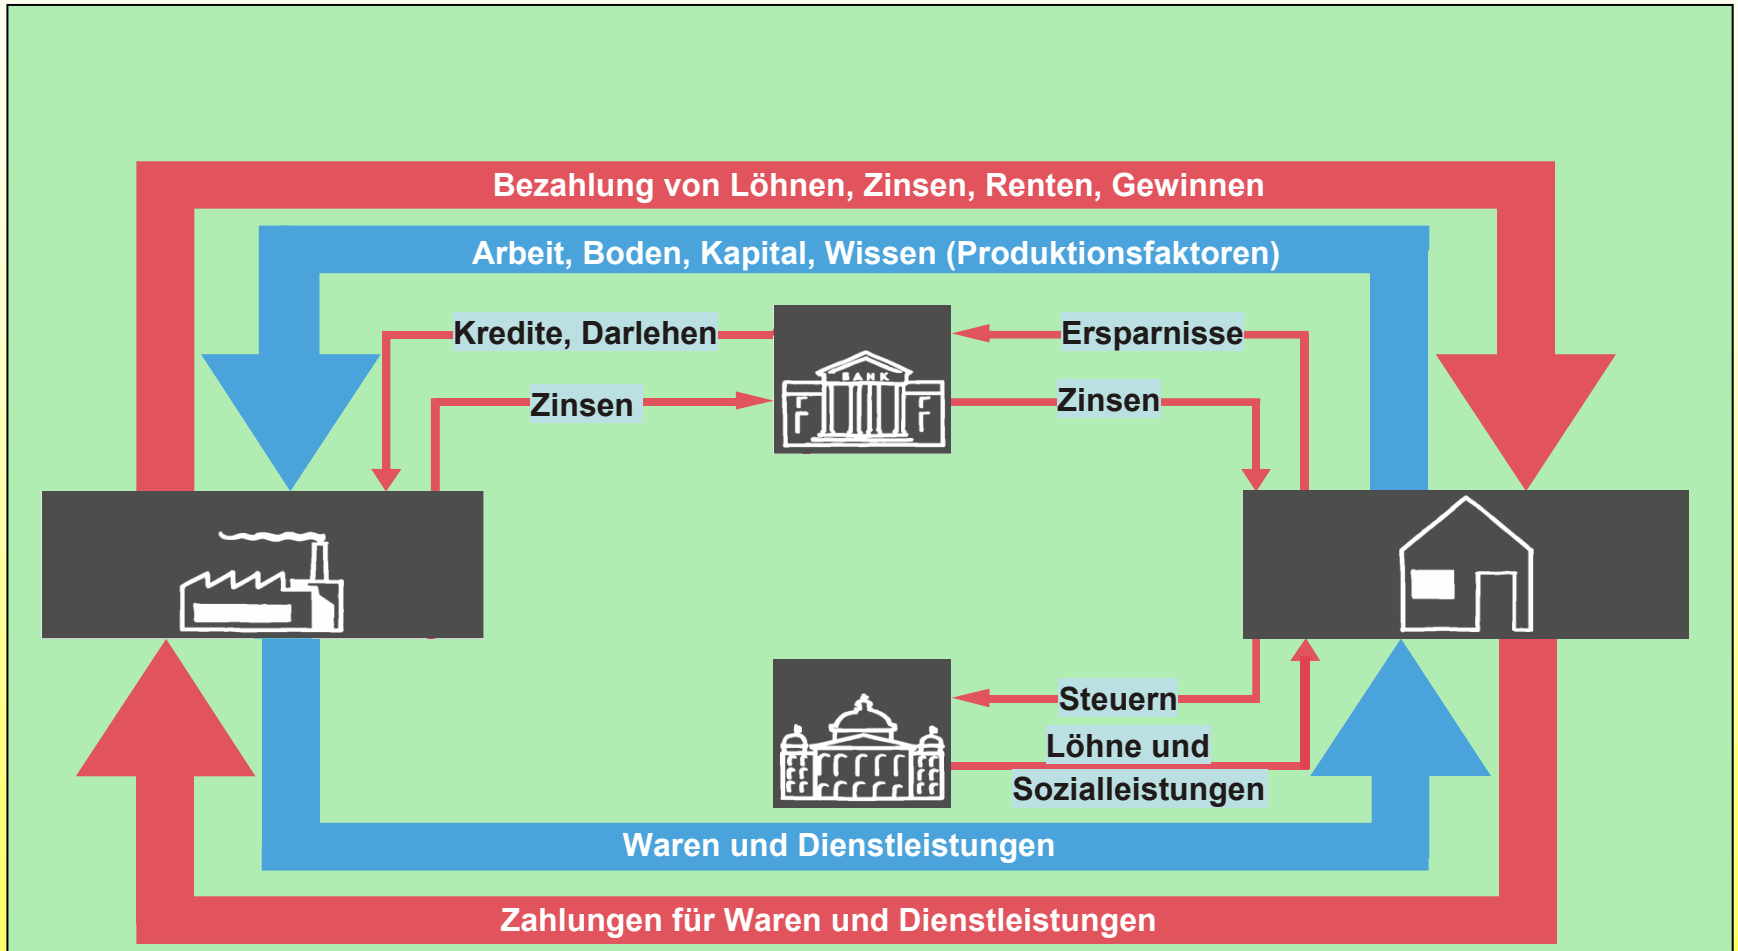 Bezahlung von Löhnen, Zinsen, Renten, Gewinnen
Arbeit, Boden, Kapital, Wissen (Produktionsfaktoren)
Kredite, Darlehen
Ersparnisse
BANK
Zinsen
Zinsen
Steuern
Löhne und
Sozialleistungen
Waren und Dienstleistungen
Zahlungen für Waren und Dienstleistungen